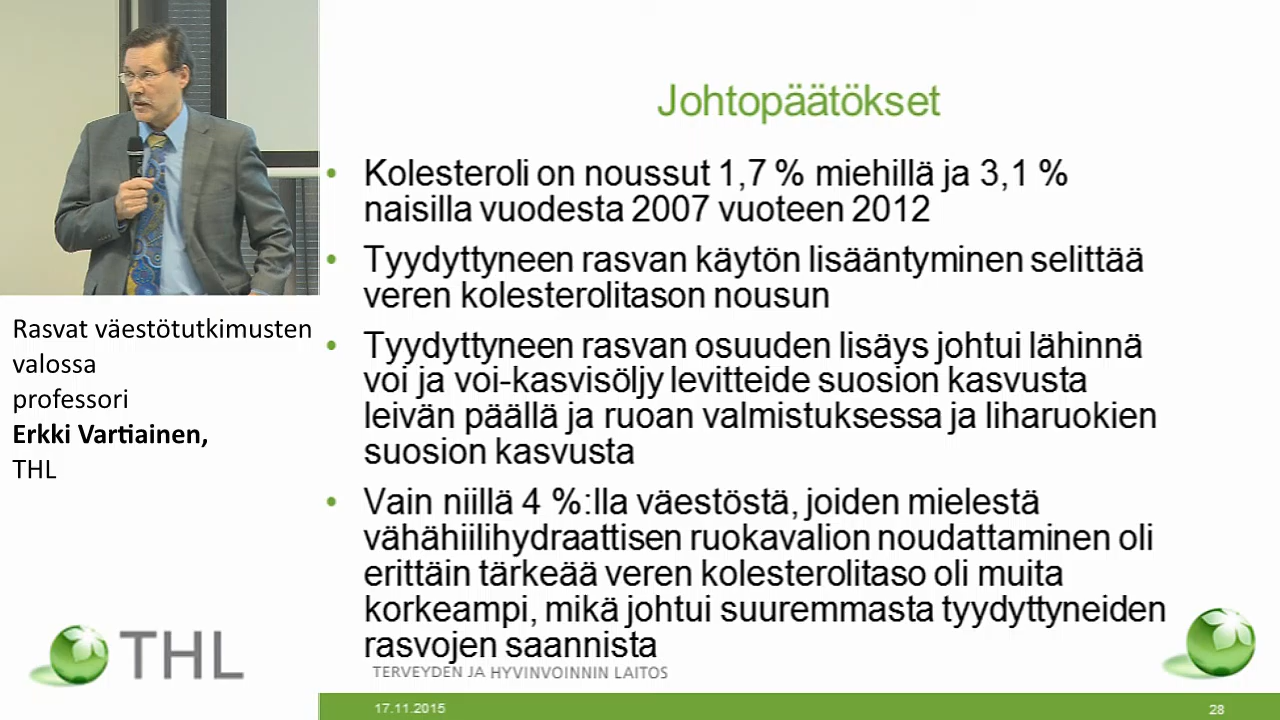 Johtopäätökset
• Kolesteroli on noussut 1,7 % miehillä ja 3,1 %
naisilla vuodesta 2007 vuoteen 2012
• Tyydyttyneen rasvan käytön lisääntyminen selittää
veren kolesterolitason nousun
• Tyydyttyneen rasvan osuuden lisäys johtui lähinnä
voi ja voi-kasvisöljy levitteide suosion kasvusta
leivän päällä ja ruoan valmistuksessa ja liharuokien
suosion kasvusta
• Vain niillä 4 %:lla väestöstä, joiden mielestä
vähähiilihydraattisen ruokavalion noudattaminen oli
erittäin tärkeää veren kolesterolitaso oli muita
korkeampi, mikä johtui suuremmasta tyydyttyneiden
rasvojen saannista
Rasvat väestötutkimusten
valossa
professori
Erkki Vartiainen,
THL
THL
TERVEYDEN JA HYVINVOINNIN LAITOS
17.11.2015
28